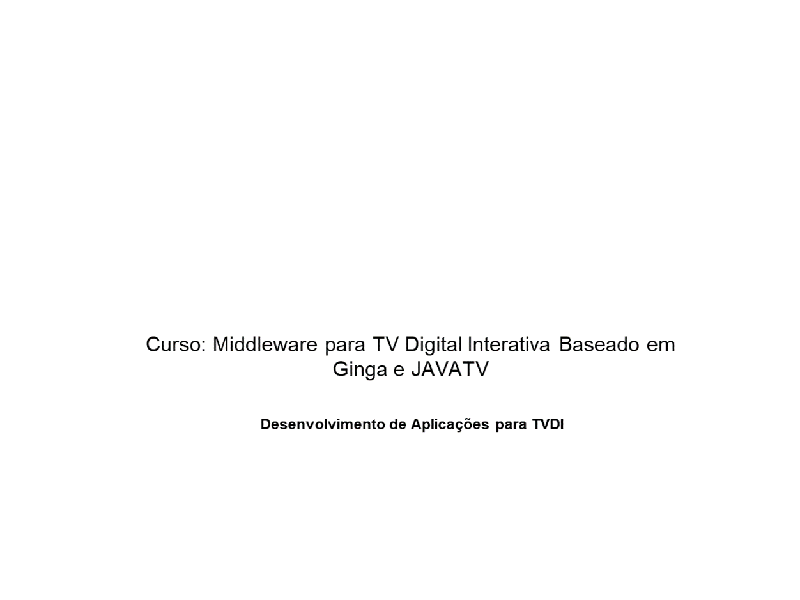 Curso: Middleware para TV Digital Interativa Baseado em
Ginga e JAVATV
Desenvolvimento de Aplicações para TVDI